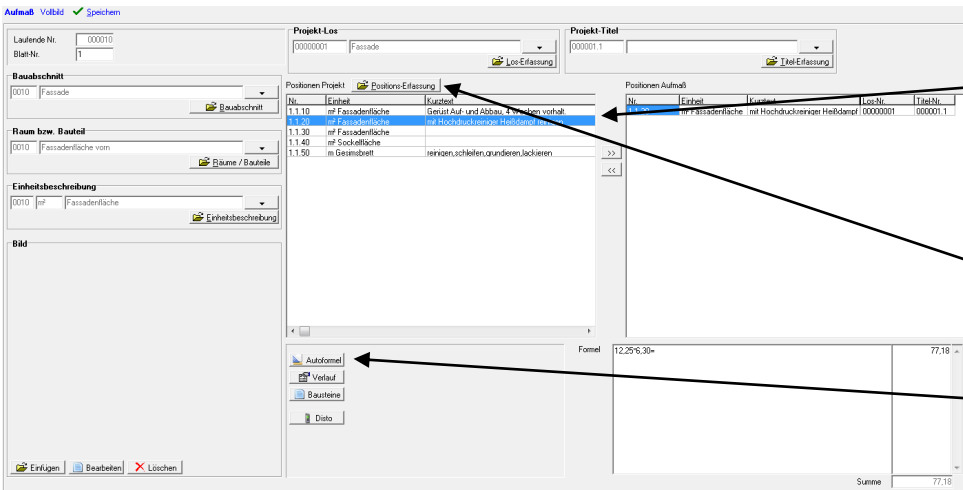 Aufmaß Vollbild Speichern
Laufende Nr. 000010
Blatt-Nr. 1
Projekt-Los
00000001 Fassade
Los-Erfassung
Projekt-Titel
000001.1
Titel-Erfassung
Bauabschnitt
0010 Fassade
Bauabschnitt
Raum bzw. Bauteil
0010 Fassadenfläche vorn
Räume / Bauteile
Einheitsbeschreibung
0010 m² Fassadenfläche
Einheitsbeschreibung
Bild
Einfügen Bearbeiten Löschen
Positionen Projekt Positions-Erfassung
Nr. Einheit Kurztext
1.1.10 m² Fassadenfläche Gerüst Auf- und Abbau, 4 Wochen vorhalt.
1.1.20 m² Fassadenfläche mit Hochdruckreiniger Heißdampf
1.1.30 m² Fassadenfläche
1.1.40 m² Sockelfläche
1.1.50 m Gesimsbrett reinigen,schleifen,grundieren,lackieren
>>
<<
Positionen Aufmaß
Nr. Einheit Kurztext Los-Nr. Titel-Nr.
1.1.20 m² Fassadenfläche mit Hochdruckreiniger Heißdampf 00000001 000001.1
Autoformel
Verlauf
Bausteine
Disto
Formel
12,25*6,30= 77,18
Summe 77,18